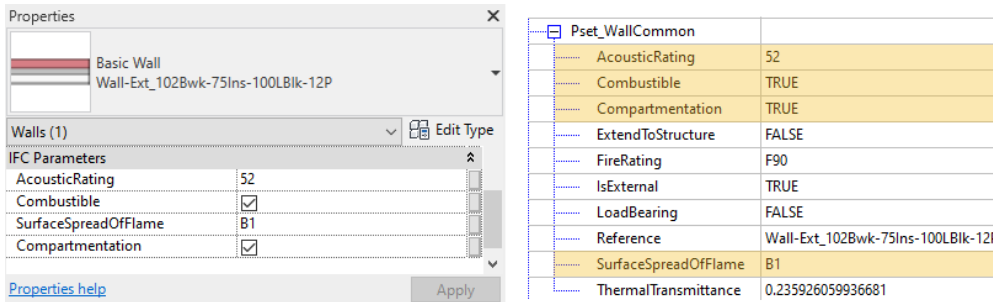 Properties
Basic Wall
Wall-Ext_102Bwk-75Ins-100LBlk-12P
Walls (1) Edit Type
IFC Parameters
AcousticRating 52
Combustible
SurfaceSpreadOfFlame B1
Compartmentation
Properties help Apply
Pset_WallCommon
AcousticRating 52
Combustible TRUE
Compartmentation TRUE
ExtendToStructure FALSE
FireRating F90
IsExternal TRUE
LoadBearing FALSE
Reference Wall-Ext_102Bwk-75Ins-100LBlk-12P
SurfaceSpreadOfFlame B1
ThermalTransmittance 0.235926059936681